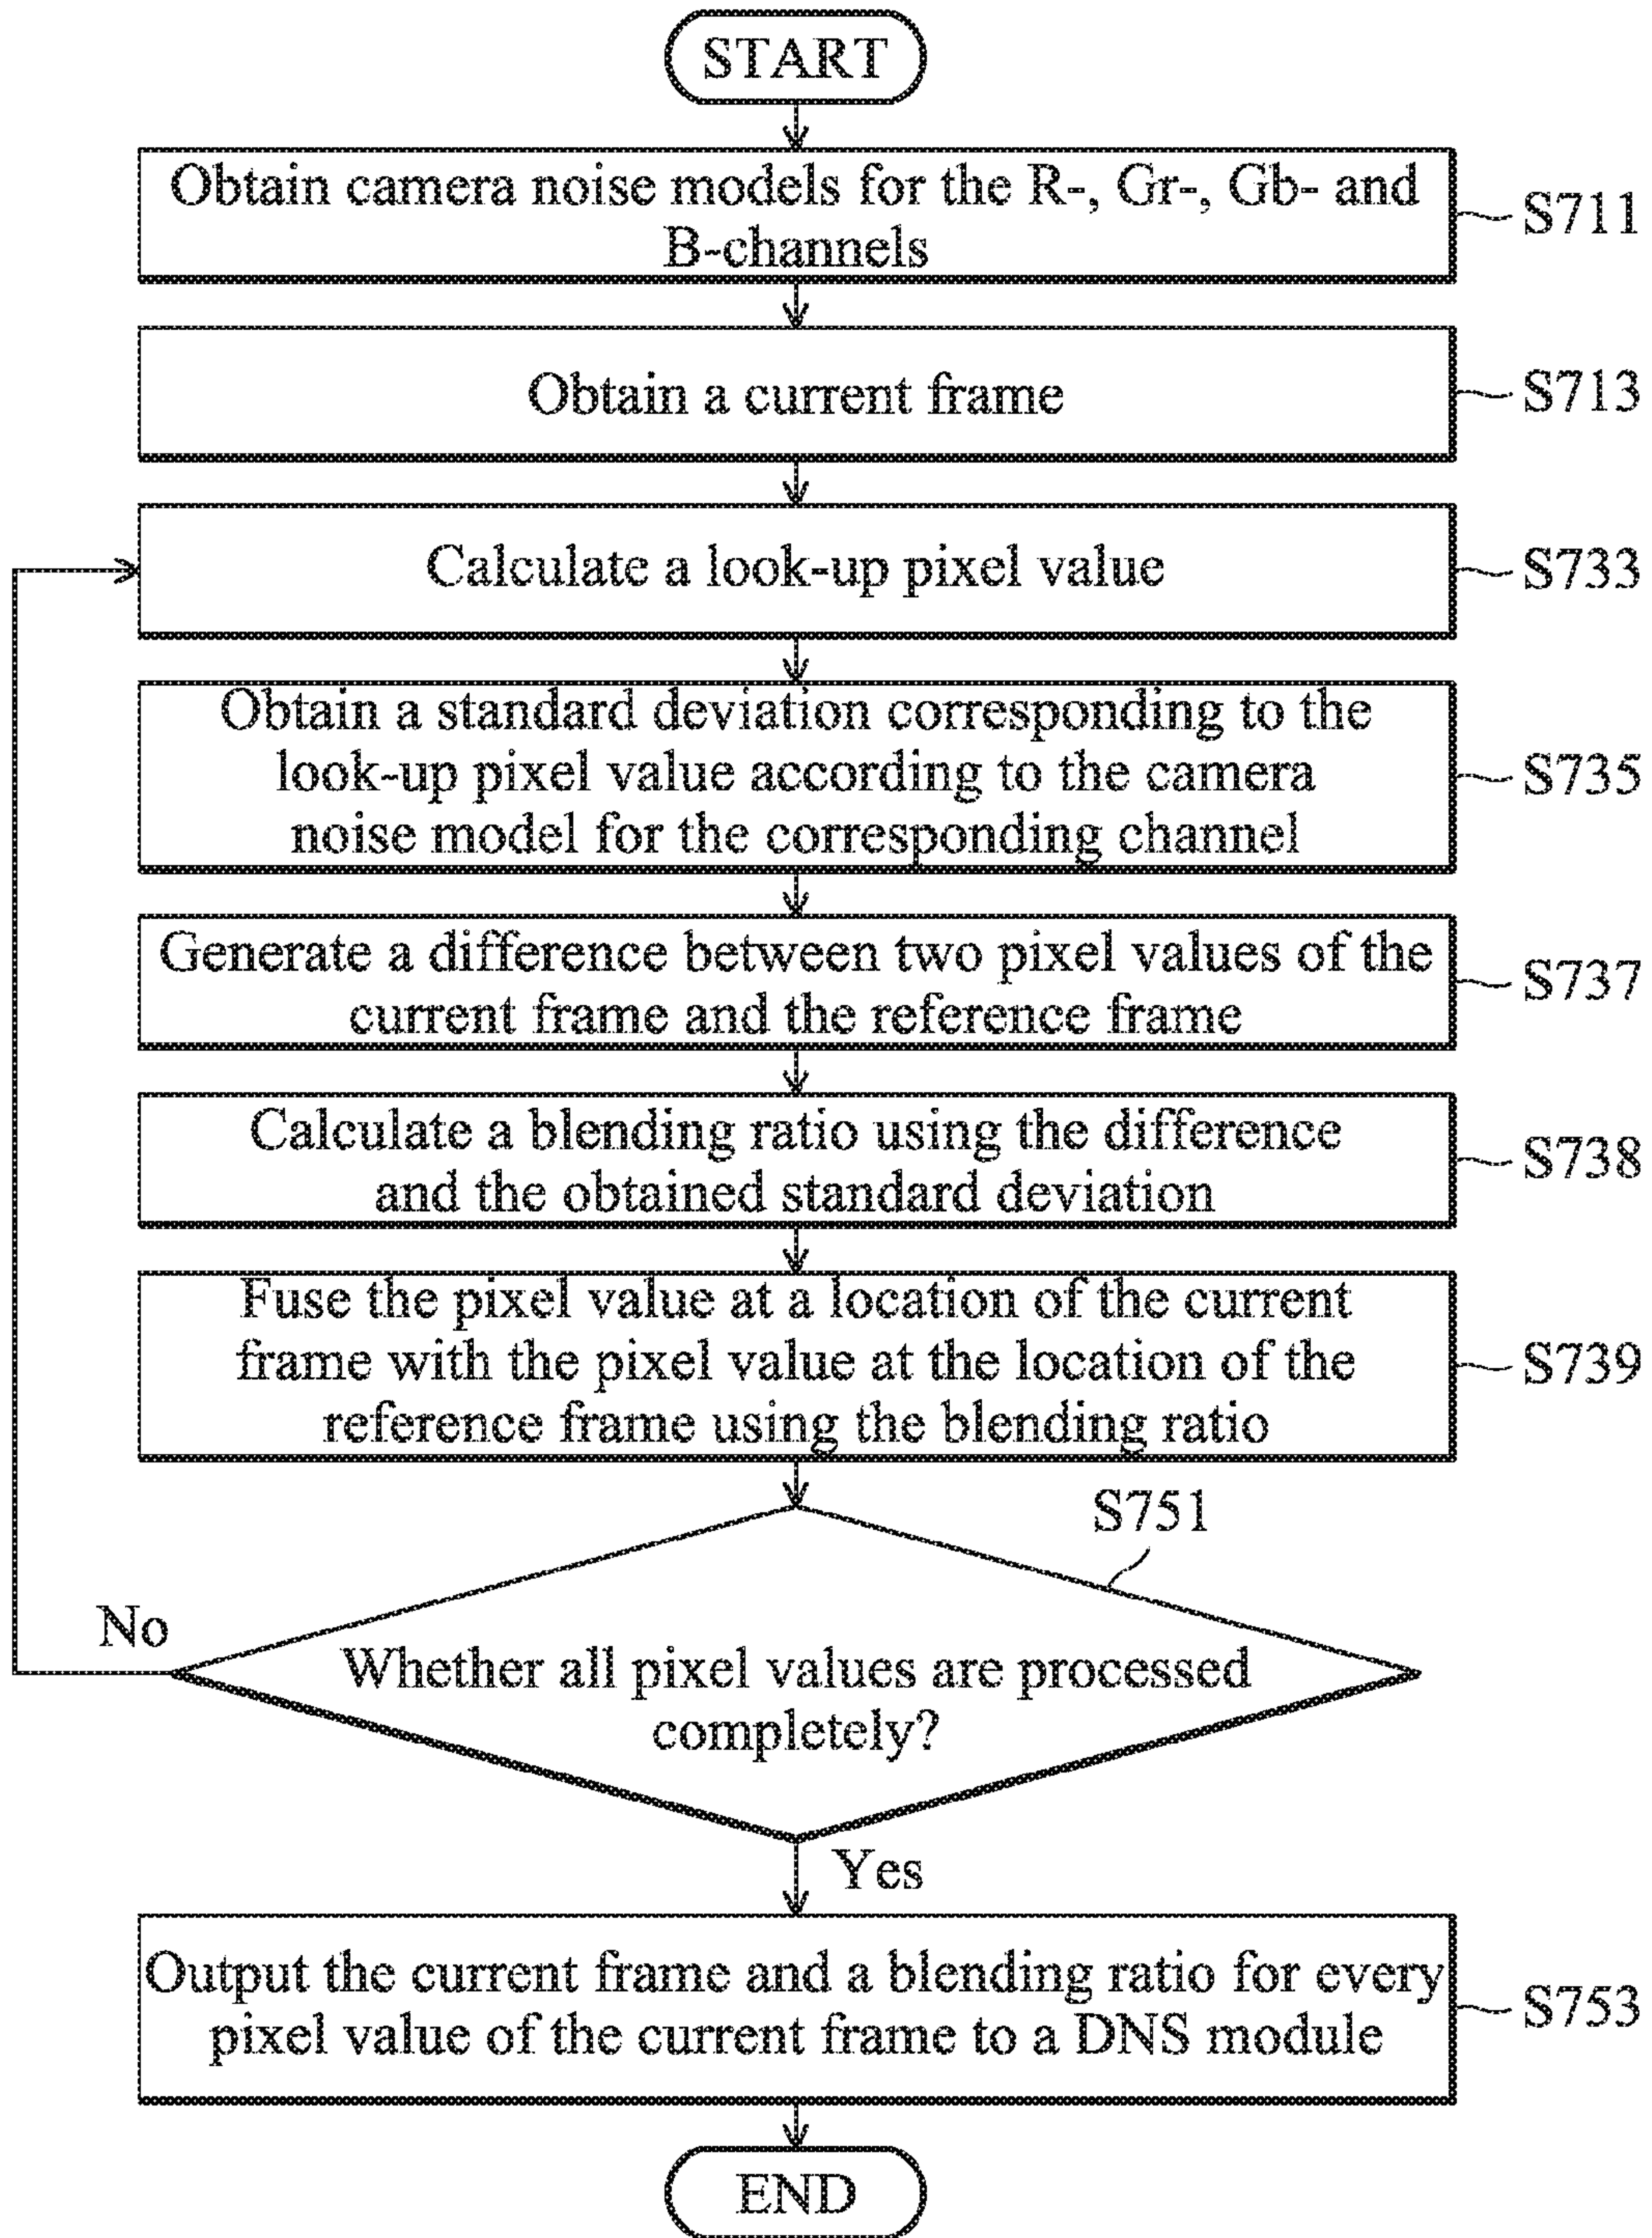 START
Obtain camera noise models for the R-, Gr-, Gb- and
B-channels
S711
Obtain a current frame
S713
Calculate a look-up pixel value
S733
Obtain a standard deviation corresponding to the
look-up pixel value according to the camera
noise model for the corresponding channel
S735
Generate a difference between two pixel values of the
current frame and the reference frame
S737
Calculate a blending ratio using the difference
and the obtained standard deviation
S738
Fuse the pixel value at a location of the current
frame with the pixel value at the location of the
reference frame using the blending ratio
S739
S751
No
Whether all pixel values are processed
completely?
Yes
Output the current frame and a blending ratio for every
pixel value of the current frame to a DNS module
S753
END